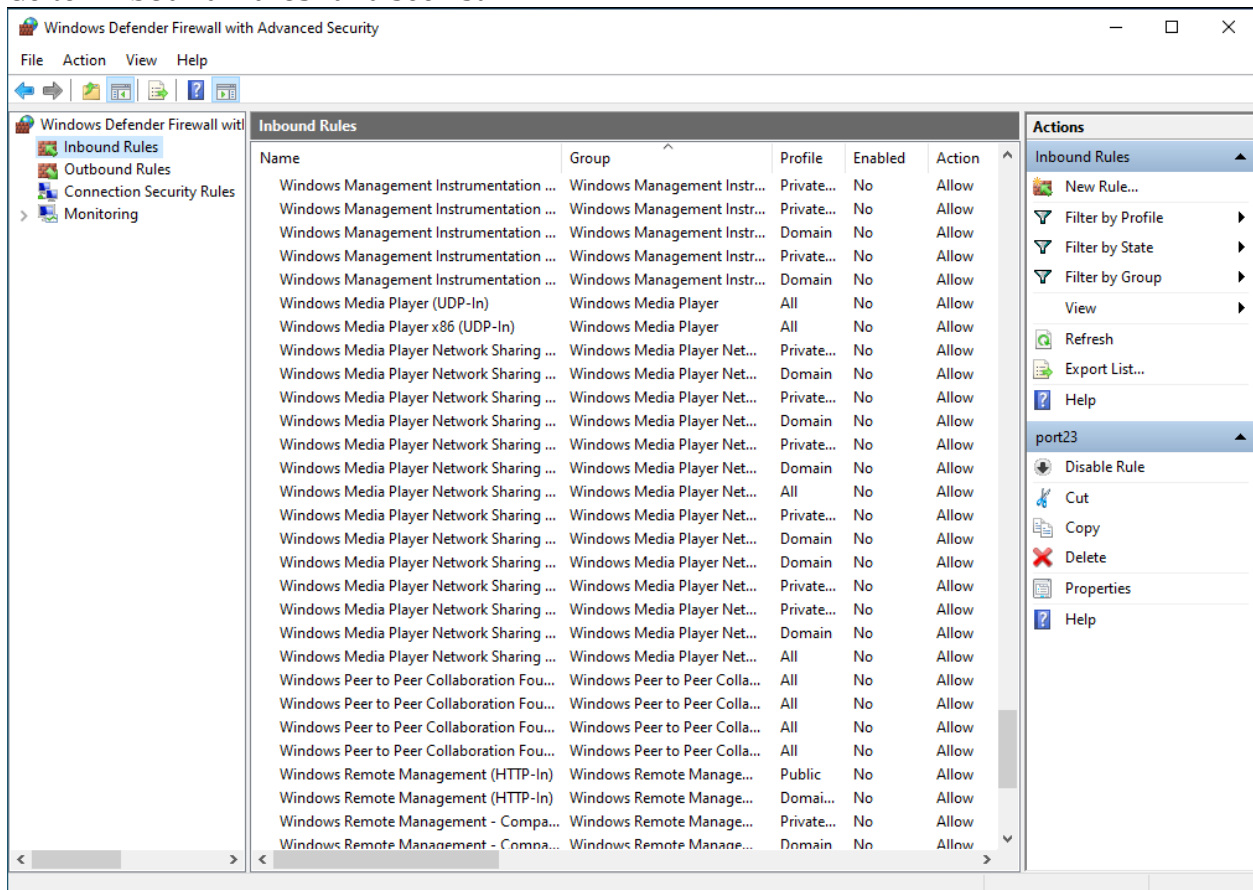 Windows Defender Firewall with Advanced Security
File Action View Help
Windows Defender Firewall witl
Inbound Rules
Outbound Rules
Connection Security Rules
Monitoring
Inbound Rules
Name Group Profile Enabled Action
Windows Management Instrumentation ... Windows Management Instr... Private... No Allow
Windows Management Instrumentation ... Windows Management Instr... Private... No Allow
Windows Management Instrumentation ... Windows Management Instr... Domain No Allow
Windows Management Instrumentation ... Windows Management Instr... Private... No Allow
Windows Management Instrumentation ... Windows Management Instr... Domain No Allow
Windows Media Player (UDP-In) Windows Media Player All No Allow
Windows Media Player x86 (UDP-In) Windows Media Player All No Allow
Windows Media Player Network Sharing ... Windows Media Player Net... Private... No Allow
Windows Media Player Network Sharing ... Windows Media Player Net... Domain No Allow
Windows Media Player Network Sharing ... Windows Media Player Net... Private... No Allow
Windows Media Player Network Sharing ... Windows Media Player Net... Domain No Allow
Windows Media Player Network Sharing ... Windows Media Player Net... Private... No Allow
Windows Media Player Network Sharing ... Windows Media Player Net... Domain No Allow
Windows Media Player Network Sharing ... Windows Media Player Net... All No Allow
Windows Media Player Network Sharing ... Windows Media Player Net... Private... No Allow
Windows Media Player Network Sharing ... Windows Media Player Net... Domain No Allow
Windows Media Player Network Sharing ... Windows Media Player Net... Domain No Allow
Windows Media Player Network Sharing ... Windows Media Player Net... Private... No Allow
Windows Media Player Network Sharing ... Windows Media Player Net... Private... No Allow
Windows Media Player Network Sharing ... Windows Media Player Net... Domain No Allow
Windows Media Player Network Sharing ... Windows Media Player Net... All No Allow
Windows Peer to Peer Collaboration Fou... Windows Peer to Peer Colla... All No Allow
Windows Peer to Peer Collaboration Fou... Windows Peer to Peer Colla... All No Allow
Windows Peer to Peer Collaboration Fou... Windows Peer to Peer Colla... All No Allow
Windows Peer to Peer Collaboration Fou... Windows Peer to Peer Colla... All No Allow
Windows Remote Management (HTTP-In) Windows Remote Manage... Public No Allow
Windows Remote Management (HTTP-In) Windows Remote Manage... Domai... No Allow
Windows Remote Management - Compa... Windows Remote Manage... Private... No Allow
Windows Remote Management - Compa... Windows Remote Manage... Domain No Allow
Actions
Inbound Rules
New Rule...
Filter by Profile
Filter by State
Filter by Group
View
Refresh
Export List...
Help
port23
Disable Rule
Cut
Copy
Delete
Properties
Help